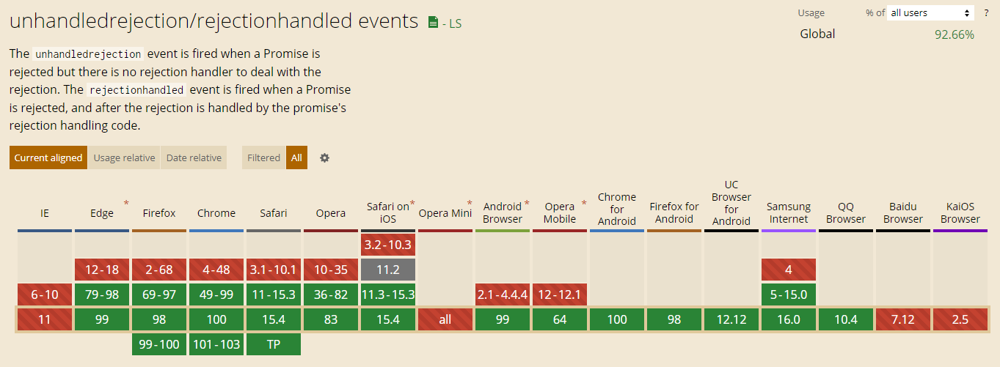 unhandledrejection/rejectionhandled events - LS
Usage % of all users ?
Global 92.66%
The unhandledrejection event is fired when a Promise is
rejected but there is no rejection handler to deal with the
rejection. The rejectionhandled event is fired when a Promise
is rejected, and after the rejection is handled by the promise's
rejection handling code.
Current aligned Usage relative Date relative Filtered All
IE
Edge *
Firefox
Chrome
Safari
Opera
Safari on *
iOS
Opera Mini *
Android *
Browser
Opera *
Mobile
Chrome
for
Android
Firefox for
Android
UC
Browser
for
Android
Samsung
Internet
QQ
Browser
Baidu
Browser
KaiOS
Browser
3.2-10.3
12-18 2-68 4-48 3.1-10.1 10-35 11.2 4
6-10 79-98 69-97 49-99 11-15.3 36-82 11.3-15.3 2.1-4.4.4 12-12.1 5-15.0
11 99 98 100 15.4 83 15.4 all 99 64 100 98 12.12 16.0 10.4 7.12 2.5
99-100 101-103 TP